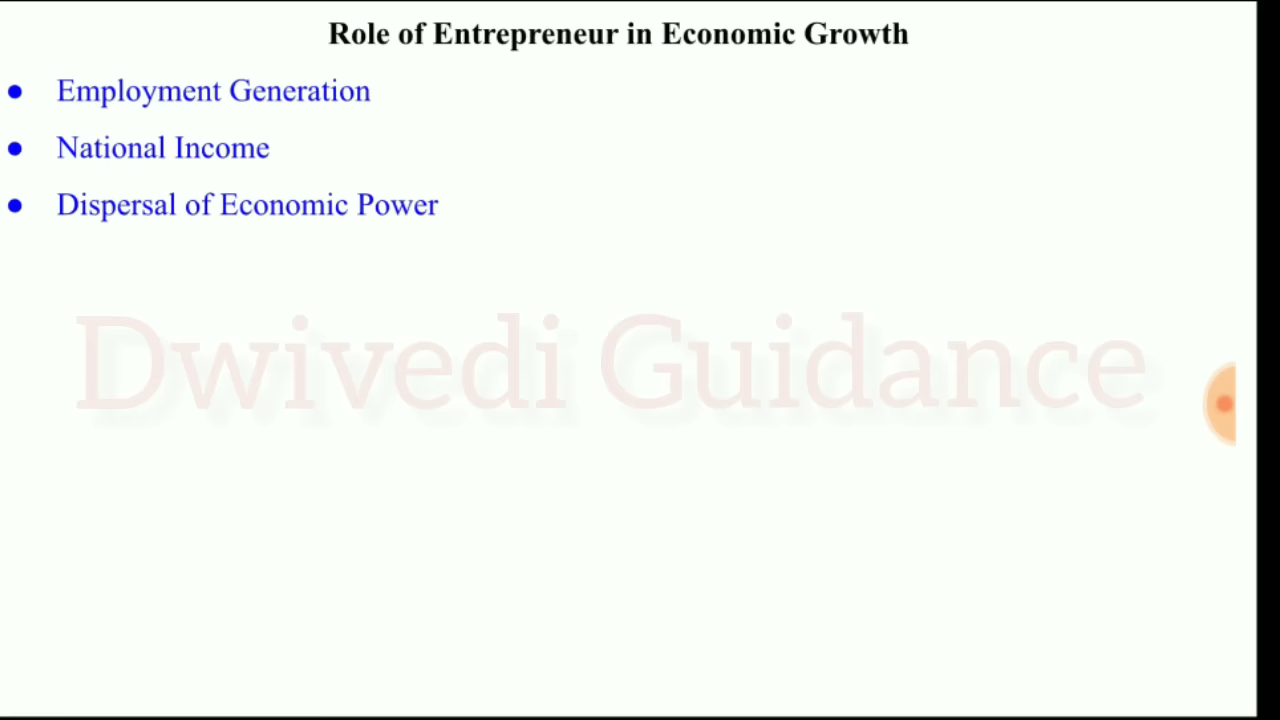 Role of Entrepreneur in Economic Growth
● Employment Generation
● National Income
● Dispersal of Economic Power
Dwivedi Guidance